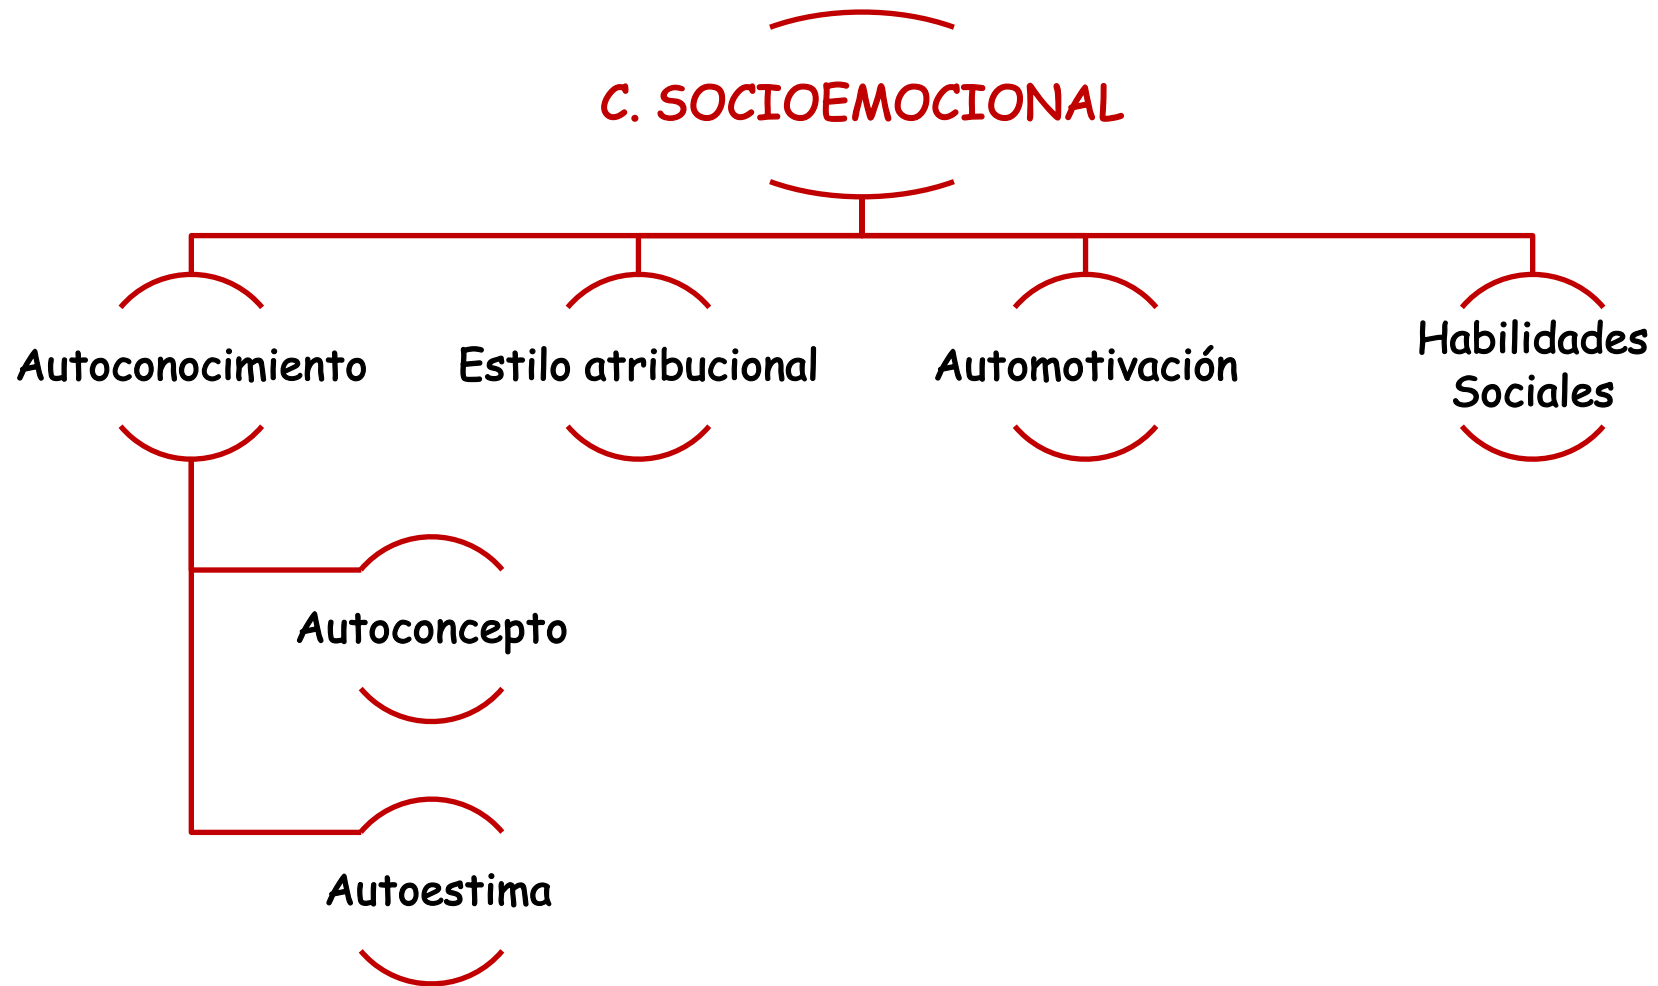 C. SOCIOEMOCIONAL
Autoconocimiento
Estilo atribucional
Automotivación
Habilidades
Sociales
Autoconcepto
Autoestima